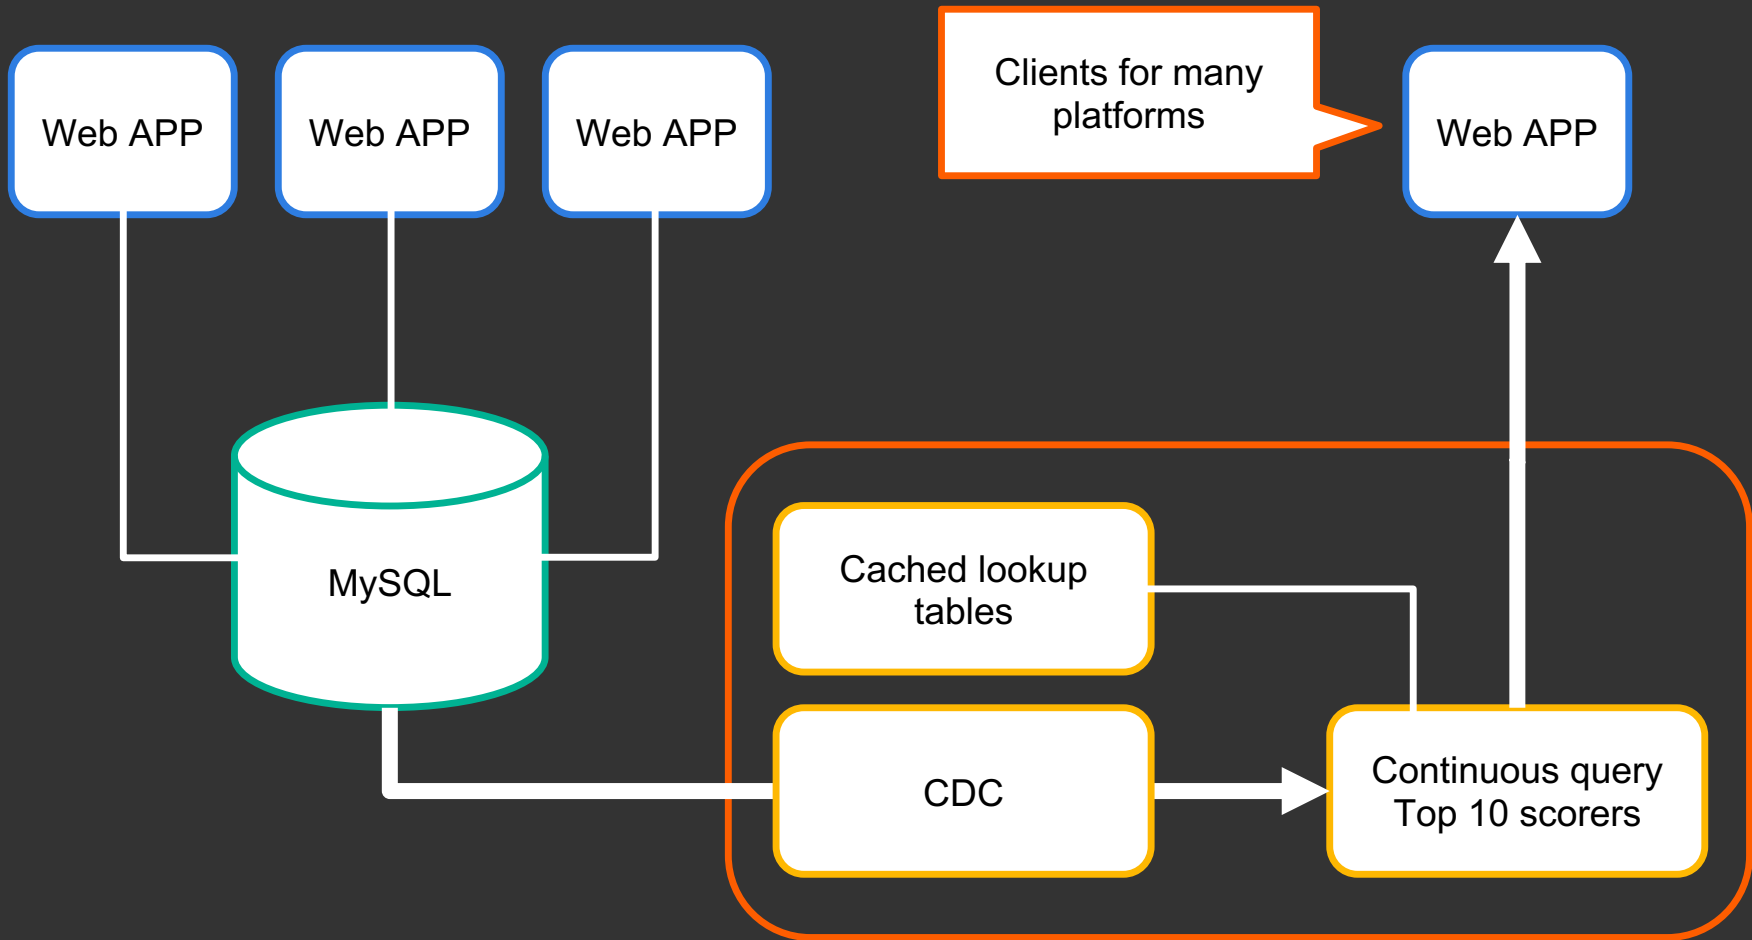 Web APP
Web APP
Web APP
Clients for many
platforms
Web APP
MySQL
Cached lookup
tables
CDC
Continuous query
Top 10 scorers